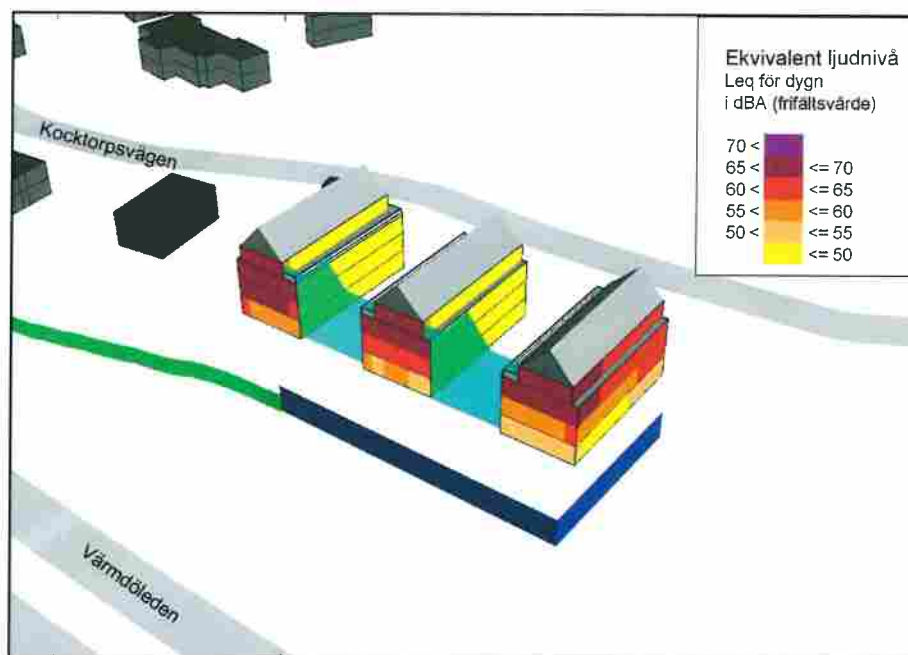 Ekvivalent ljudnivå
Leq för dygn
i dBA (frifältsvärde)
70 <
65 < <= 70
60 < <= 65
55 < <= 60
50 < <= 55
<= 50
Kocktorpsvägen
Värmdöleden